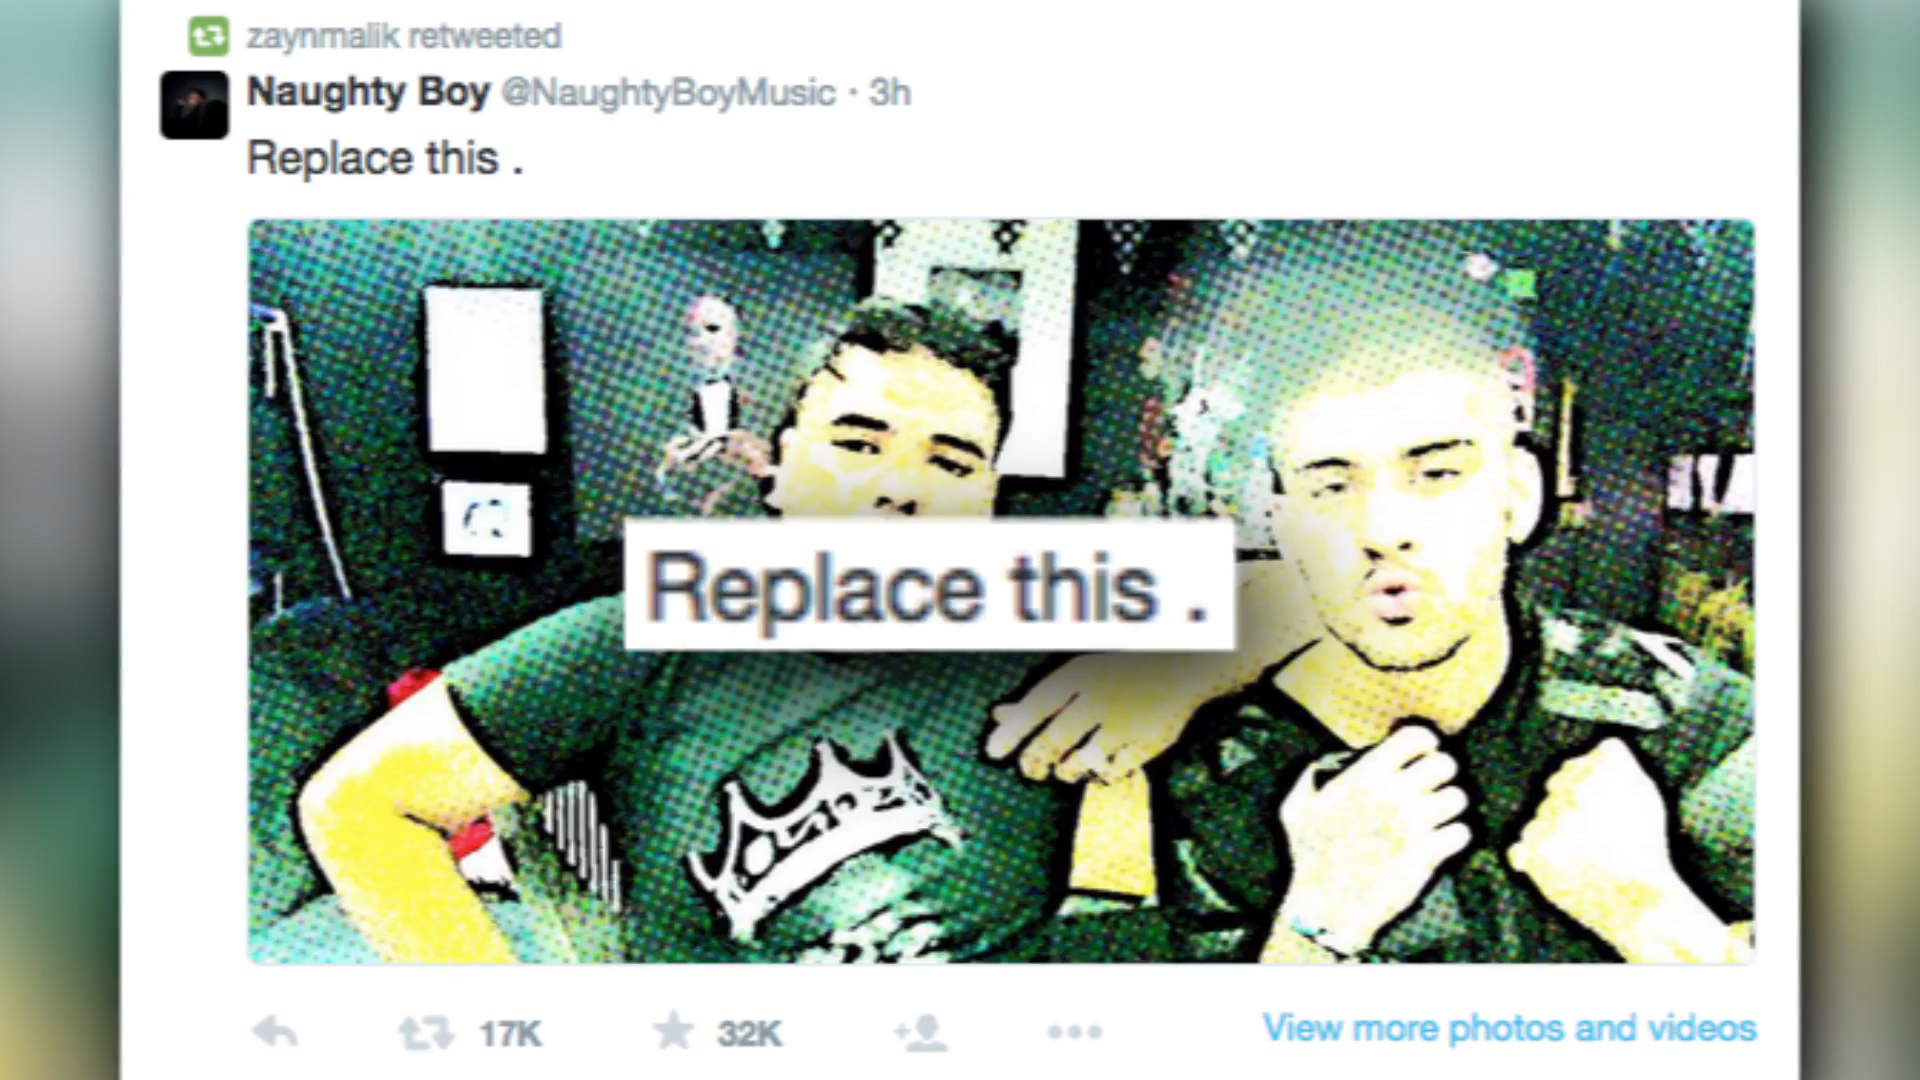 zaynmalik retweeted
Naughty Boy @NaughtyBoyMusic · 3h
Replace this .
Replace this .
17K 32K View more photos and videos